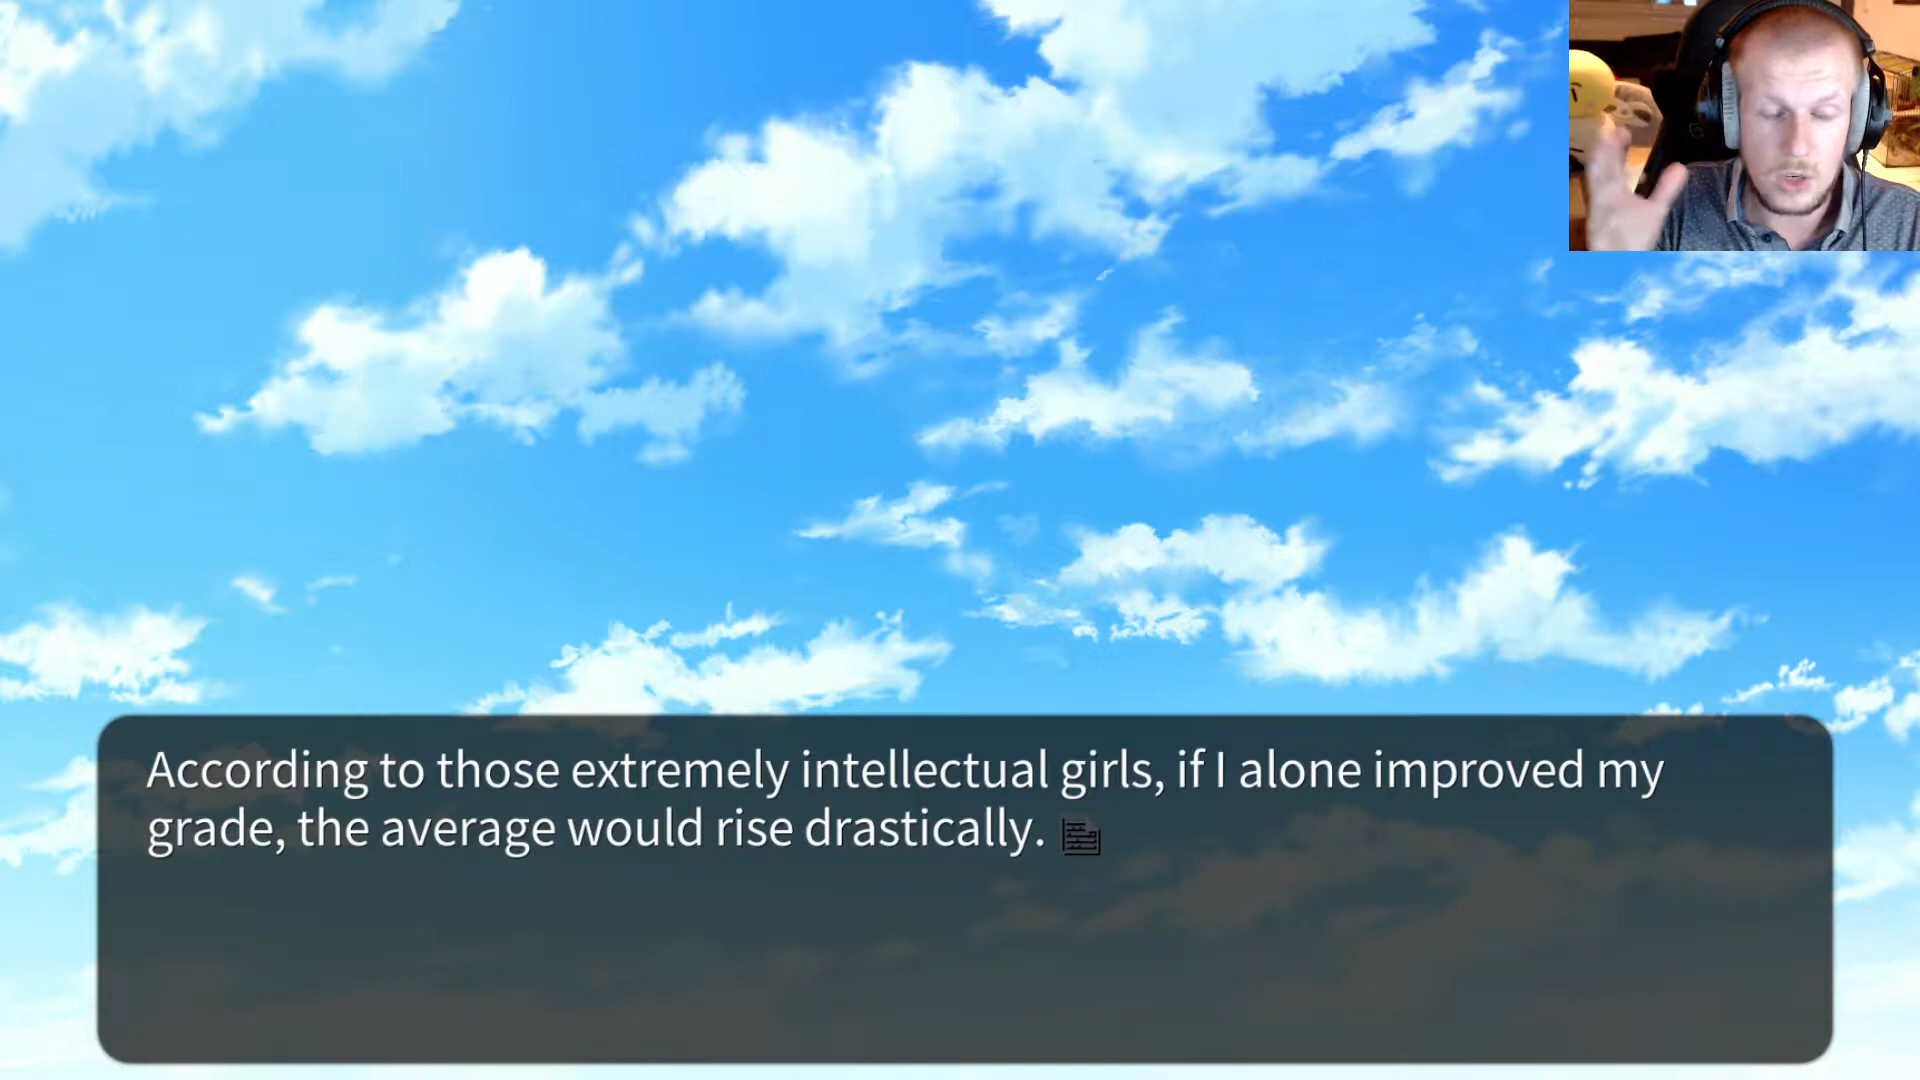 According to those extremely intellectual girls, if I alone improved my
grade, the average would rise drastically.